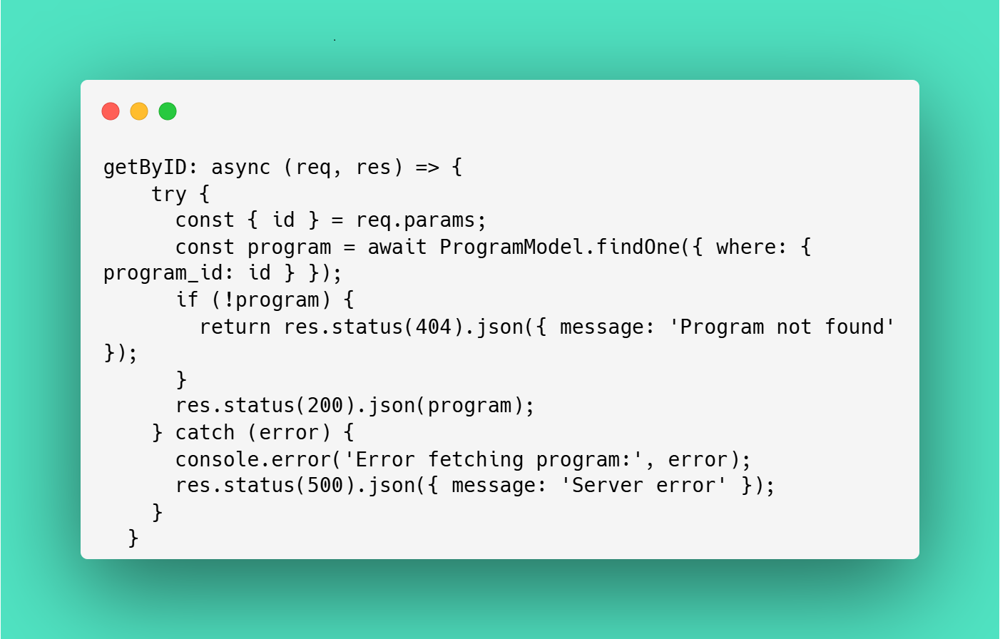 getByID: async (req, res) => {
    try {
      const { id } = req.params;
      const program = await ProgramModel.findOne({ where: {
program_id: id } });
      if (!program) {
        return res.status(404).json({ message: 'Program not found'
});
      }
      res.status(200).json(program);
    } catch (error) {
      console.error('Error fetching program:', error);
      res.status(500).json({ message: 'Server error' });
    }
  }